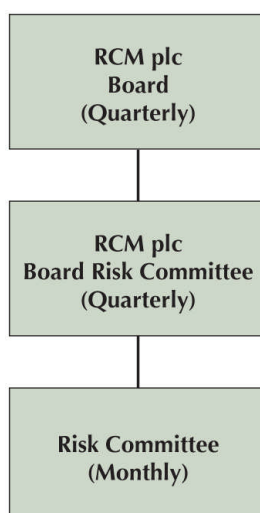 RCM plc
Board
(Quarterly)
RCM plc
Board Risk Committee
(Quarterly)
Risk Committee
(Monthly)